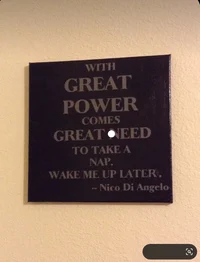 WITH
GREAT
POWER
COMES
GREAT NEED
TO TAKE A
NAP.
WAKE ME UP LATER.
~ Nico Di Angelo